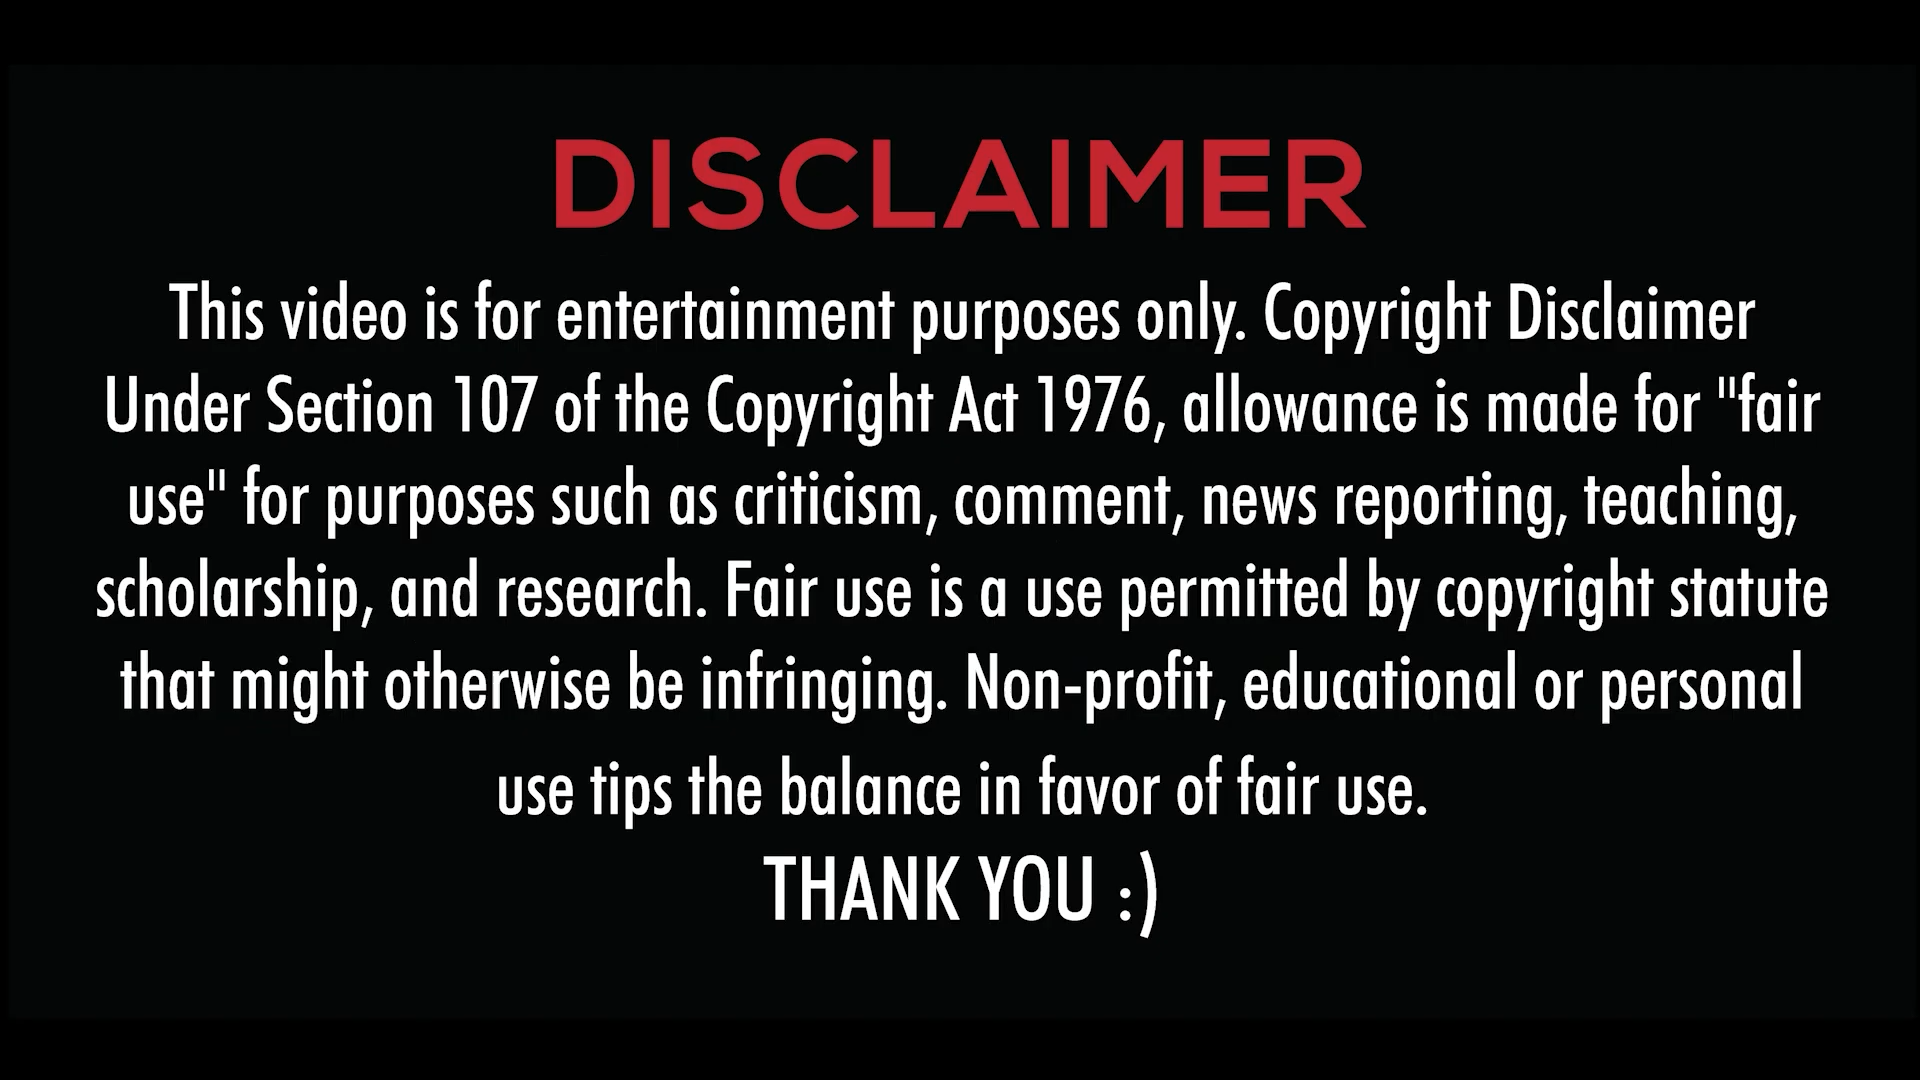 DISCLAIMER
This video is for entertainment purposes only. Copyright Disclaimer
Under Section 107 of the Copyright Act 1976, allowance is made for "fair
use" for purposes such as criticism, comment, news reporting, teaching,
scholarship, and research. Fair use is a use permitted by copyright statute
that might otherwise be infringing. Non-profit, educational or personal
use tips the balance in favor of fair use.
THANK YOU :)